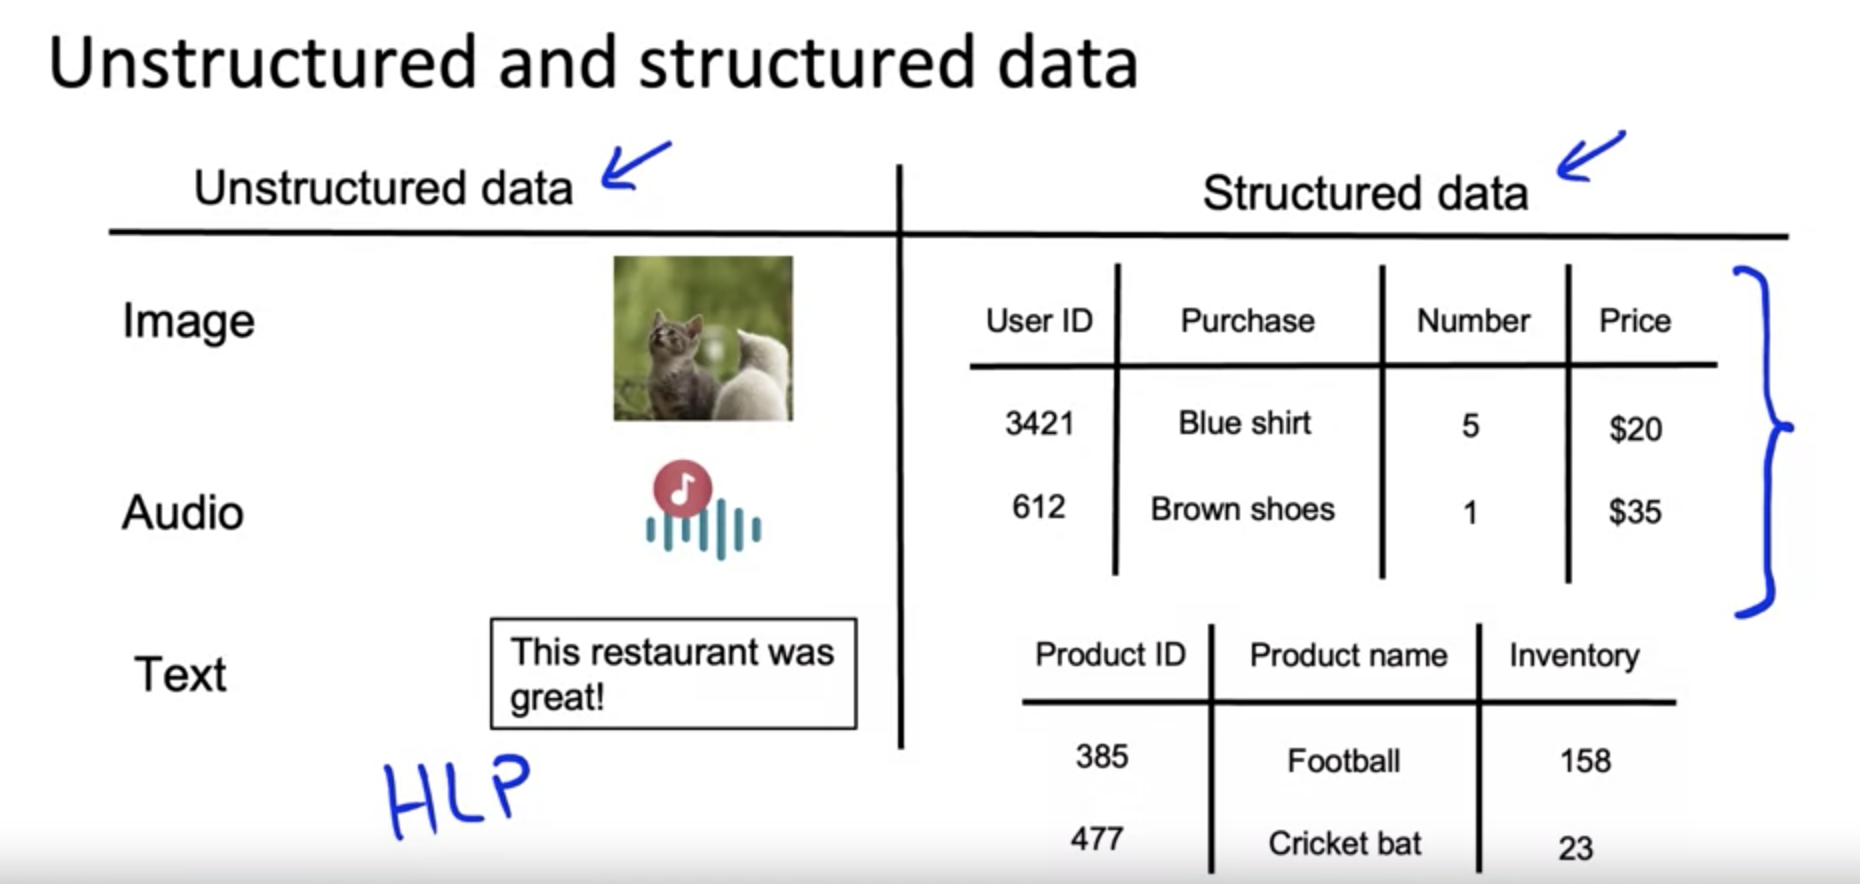 Unstructured and structured data
Unstructured data
Image
Audio
Text
This restaurant was
great!
HLP
Structured data
User ID Purchase Number Price
3421 Blue shirt 5 $20
612 Brown shoes 1 $35
Product ID Product name Inventory
385 Football 158
477 Cricket bat 23